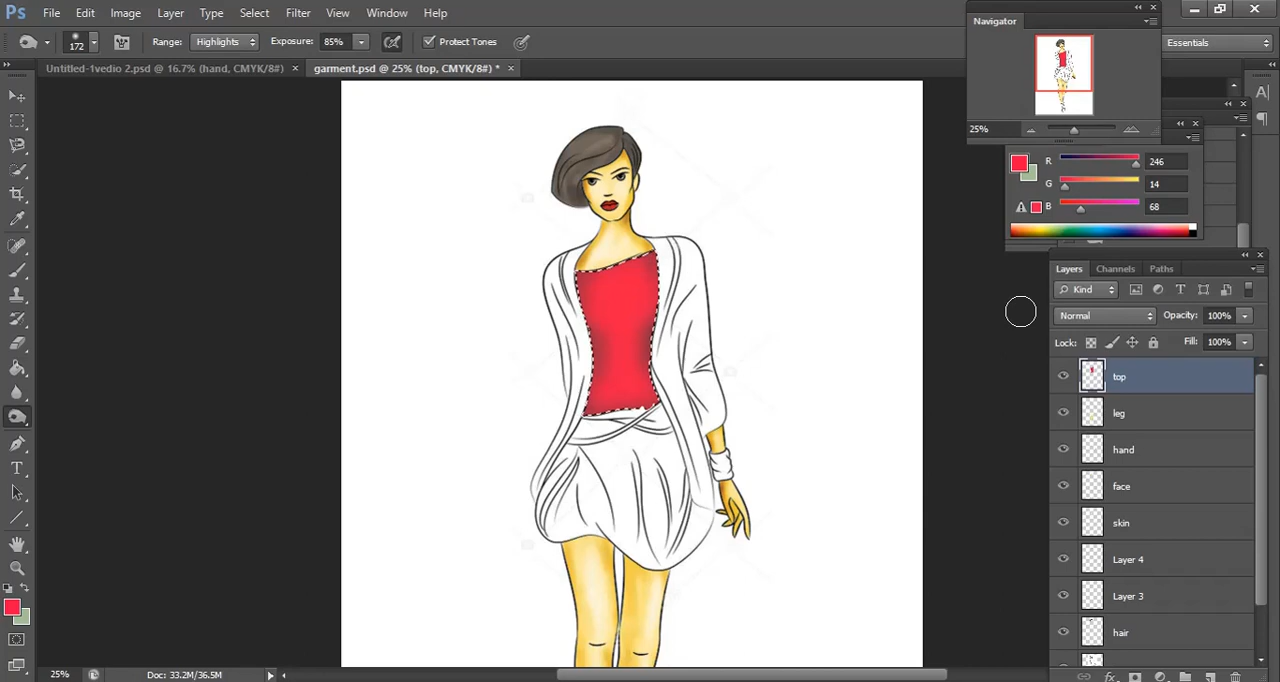 Ps File Edit Image Layer Type Select Filter View Window Help
172 Range: Highlights Exposure: 85% Protect Tones
Essentials
Untitled-1vedio 2.psd @ 16.7% (hand, CMYK/8#) × garment.psd @ 25% (top, CMYK/8#) * ×
Navigator
25%
R 246
G 14
B 68
Layers Channels Paths
Kind
Normal Opacity: 100%
Lock: Fill: 100%
top
leg
hand
face
skin
Layer 4
Layer 3
hair
25% Doc: 33.2M/36.5M